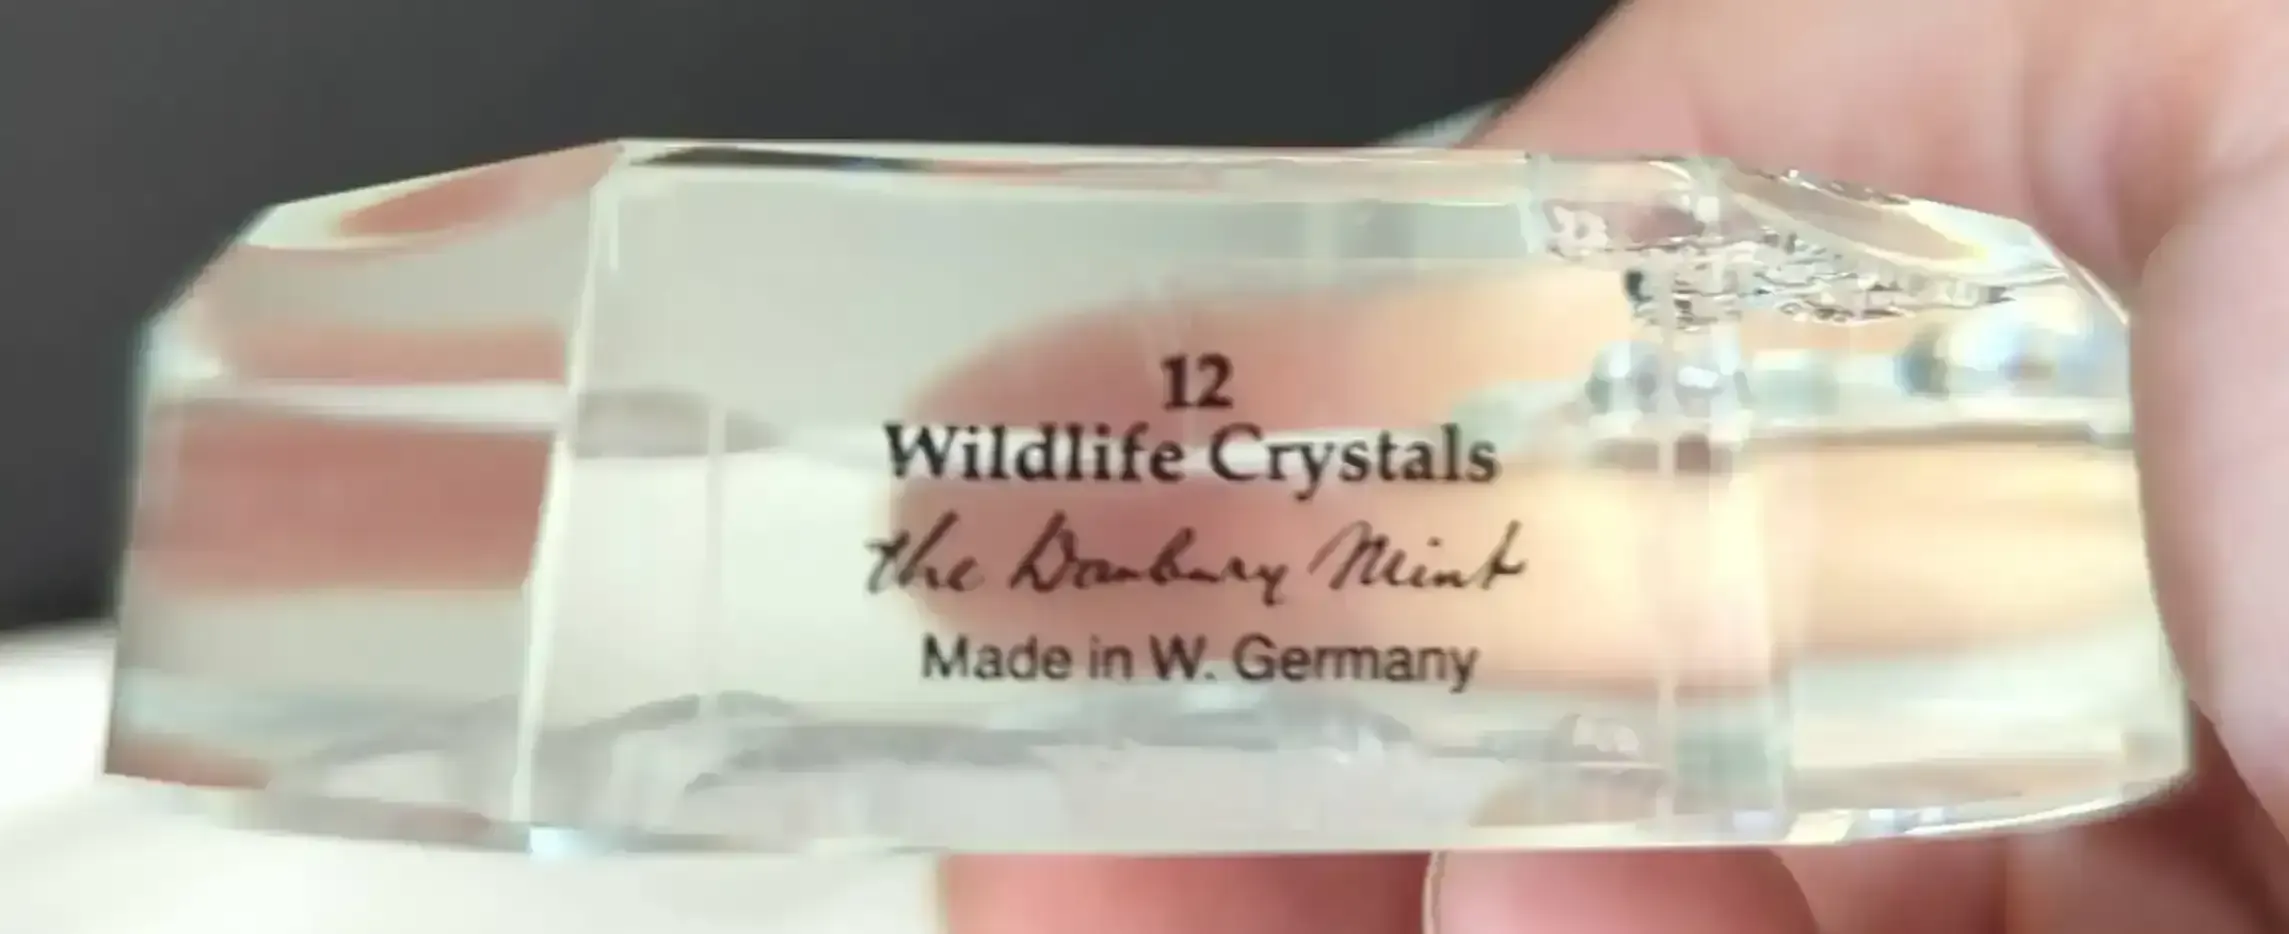 12
Wildlife Crystals
the Danbury Mint
Made in W. Germany